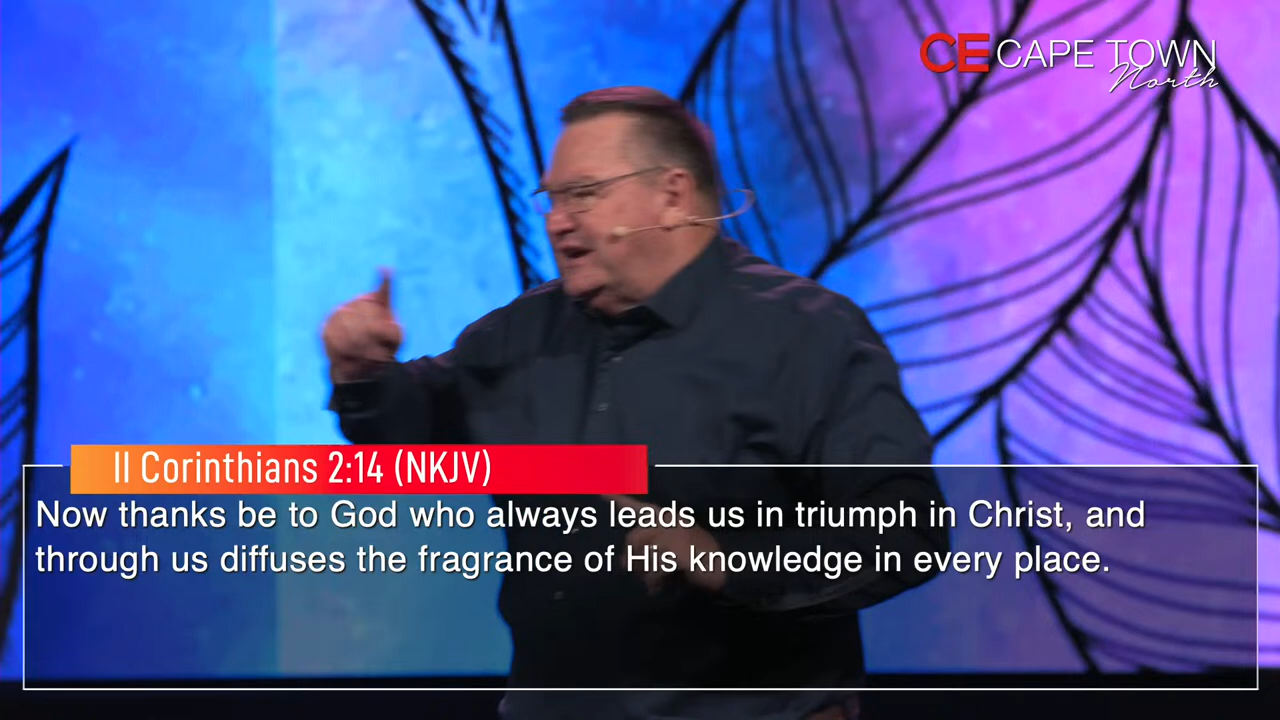 CE CAPE TOWN
North
II Corinthians 2:14 (NKJV)
Now thanks be to God who always leads us in triumph in Christ, and
through us diffuses the fragrance of His knowledge in every place.